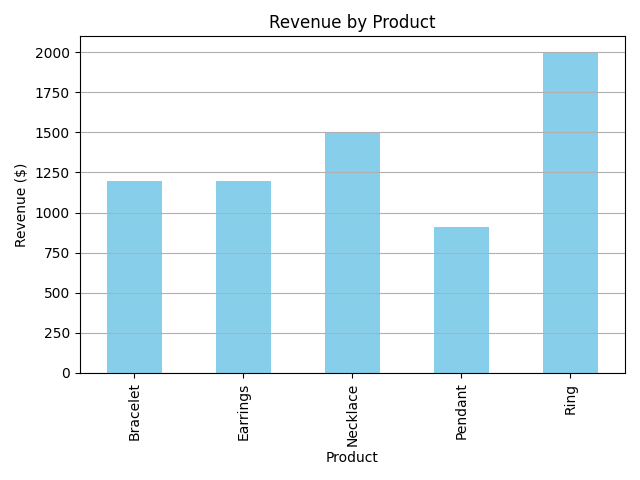 Revenue by Product
Revenue ($)
2000
1750
1500
1250
1000
750
500
250
0
Bracelet
Earrings
Necklace
Pendant
Ring
Product